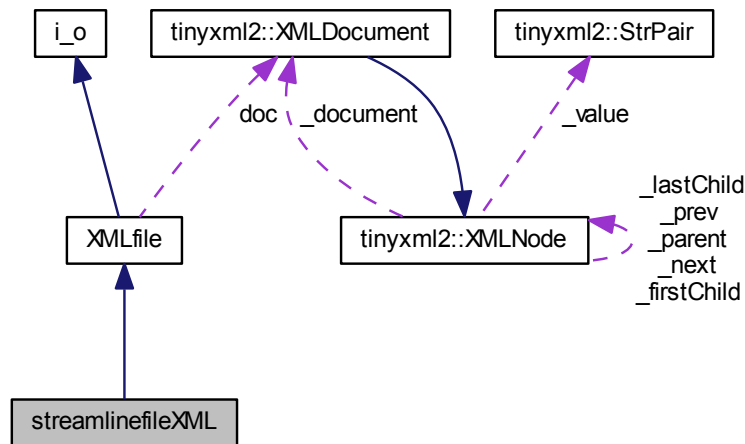 i_o
tinyxml2::XMLDocument
tinyxml2::StrPair
doc
_document
_value
_lastChild
_prev
_parent
_next
_firstChild
XMLfile
tinyxml2::XMLNode
streamlinefileXML